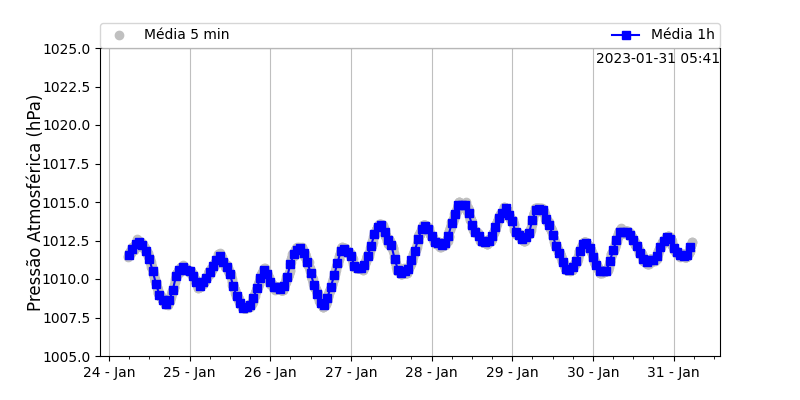 Média 5 min
Média 1h
2023-01-31 05:41
Pressão Atmosférica (hPa)
1025.0
1022.5
1020.0
1017.5
1015.0
1012.5
1010.0
1007.5
1005.0
24 - Jan 25 - Jan 26 - Jan 27 - Jan 28 - Jan 29 - Jan 30 - Jan 31 - Jan